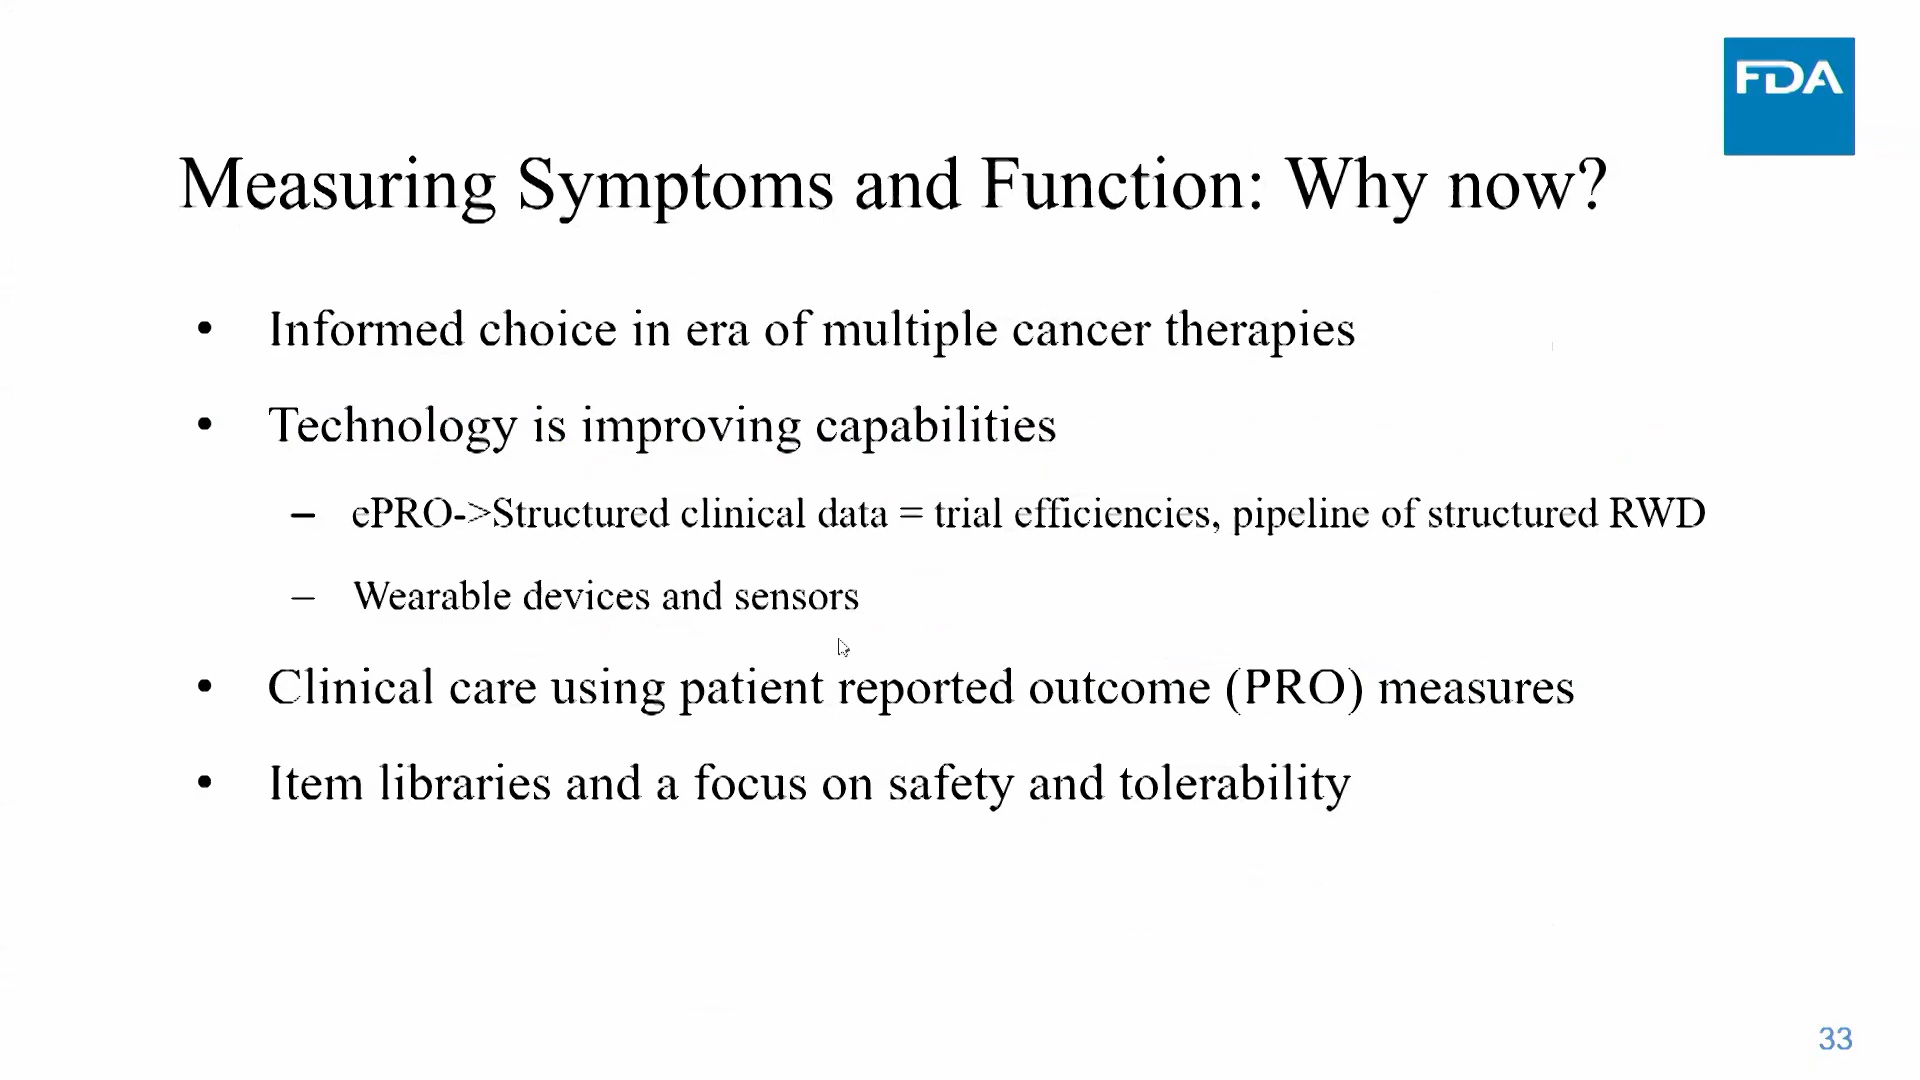 FDA
Measuring Symptoms and Function: Why now?
• Informed choice in era of multiple cancer therapies
• Technology is improving capabilities
– ePRO->Structured clinical data = trial efficiencies, pipeline of structured RWD
– Wearable devices and sensors
• Clinical care using patient reported outcome (PRO) measures
• Item libraries and a focus on safety and tolerability
33